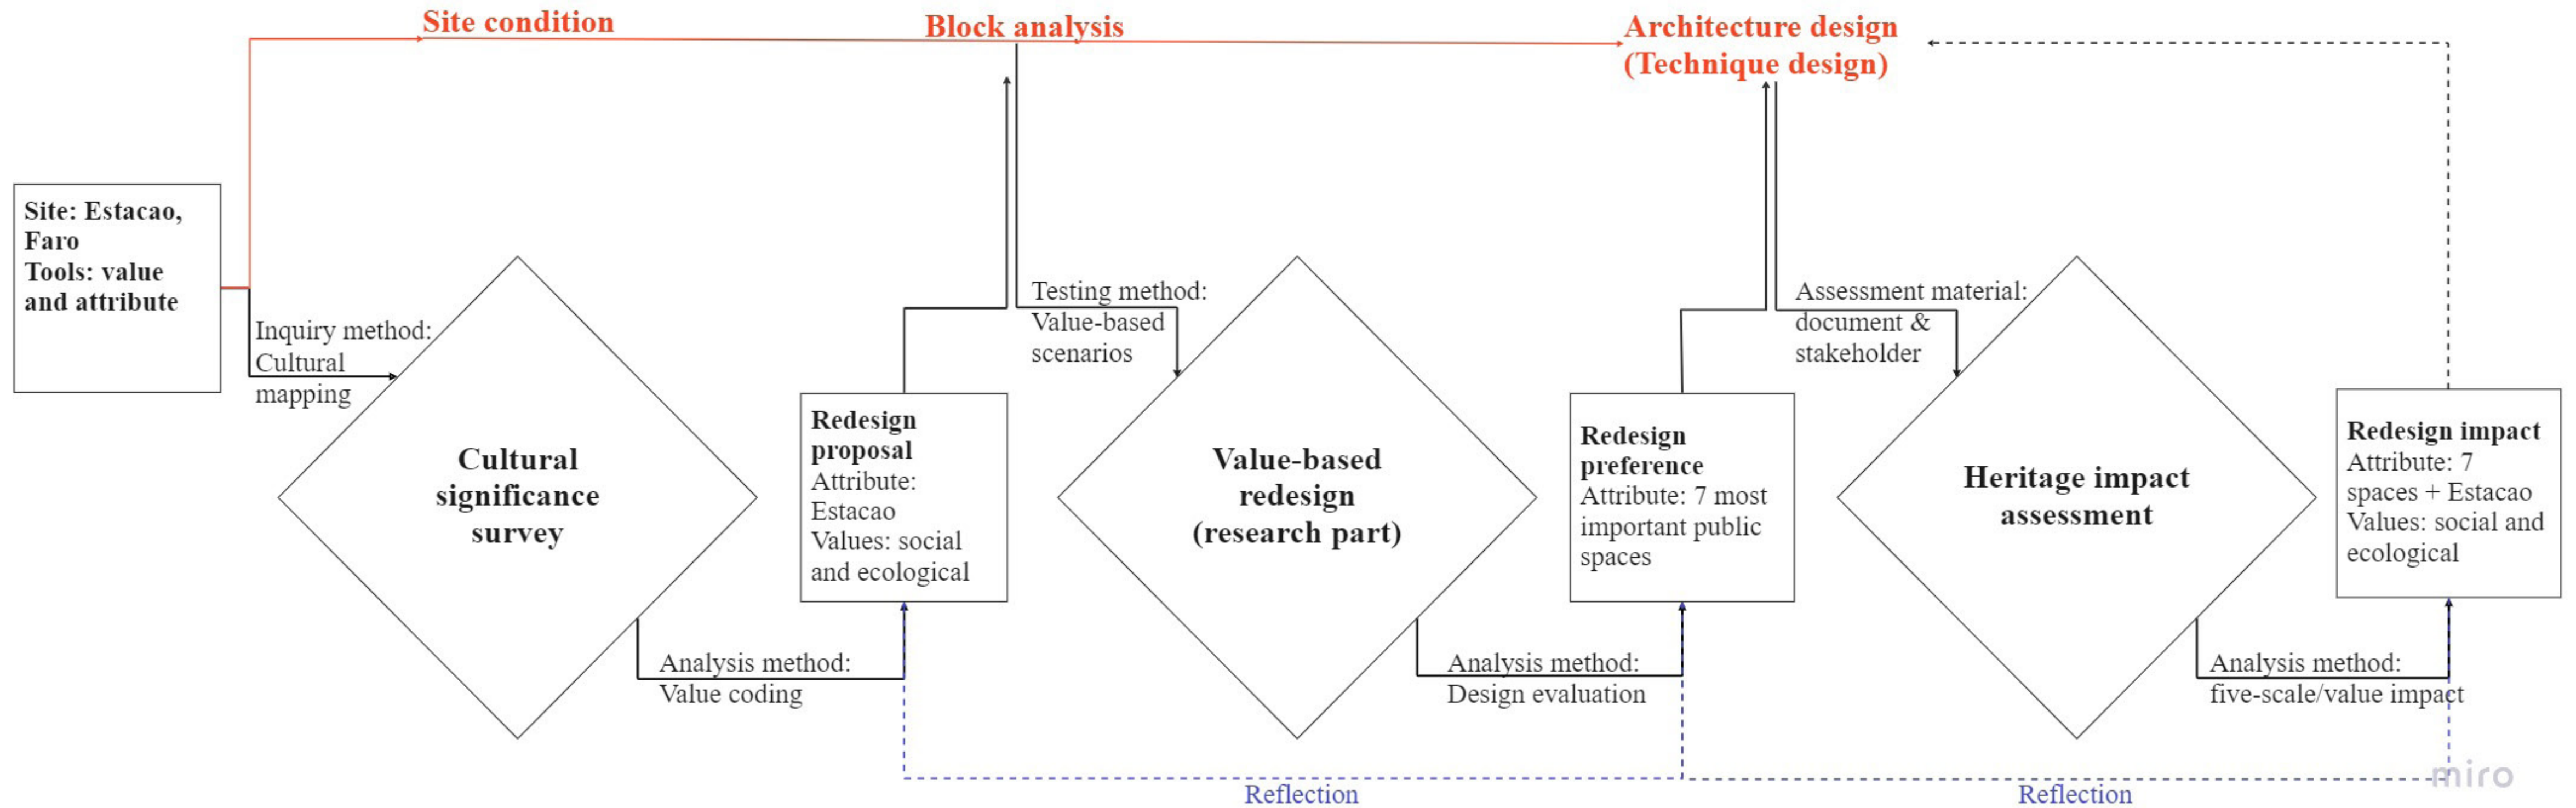 Site condition
Block analysis
Architecture design
(Technique design)
Site: Estacao,
Faro
Tools: value
and attribute
Inquiry method:
Cultural
mapping
Cultural
significance
survey
Analysis method:
Value coding
Redesign
proposal
Attribute:
Estacao
Values: social
and ecological
Testing method:
Value-based
scenarios
Value-based
redesign
(research part)
Analysis method:
Design evaluation
Redesign
preference
Attribute: 7 most
important public
spaces
Assessment material:
document &
stakeholder
Heritage impact
assessment
Analysis method:
five-scale/value impact
Redesign impact
Attribute: 7
spaces + Estacao
Values: social and
ecological
Reflection
Reflection
miro